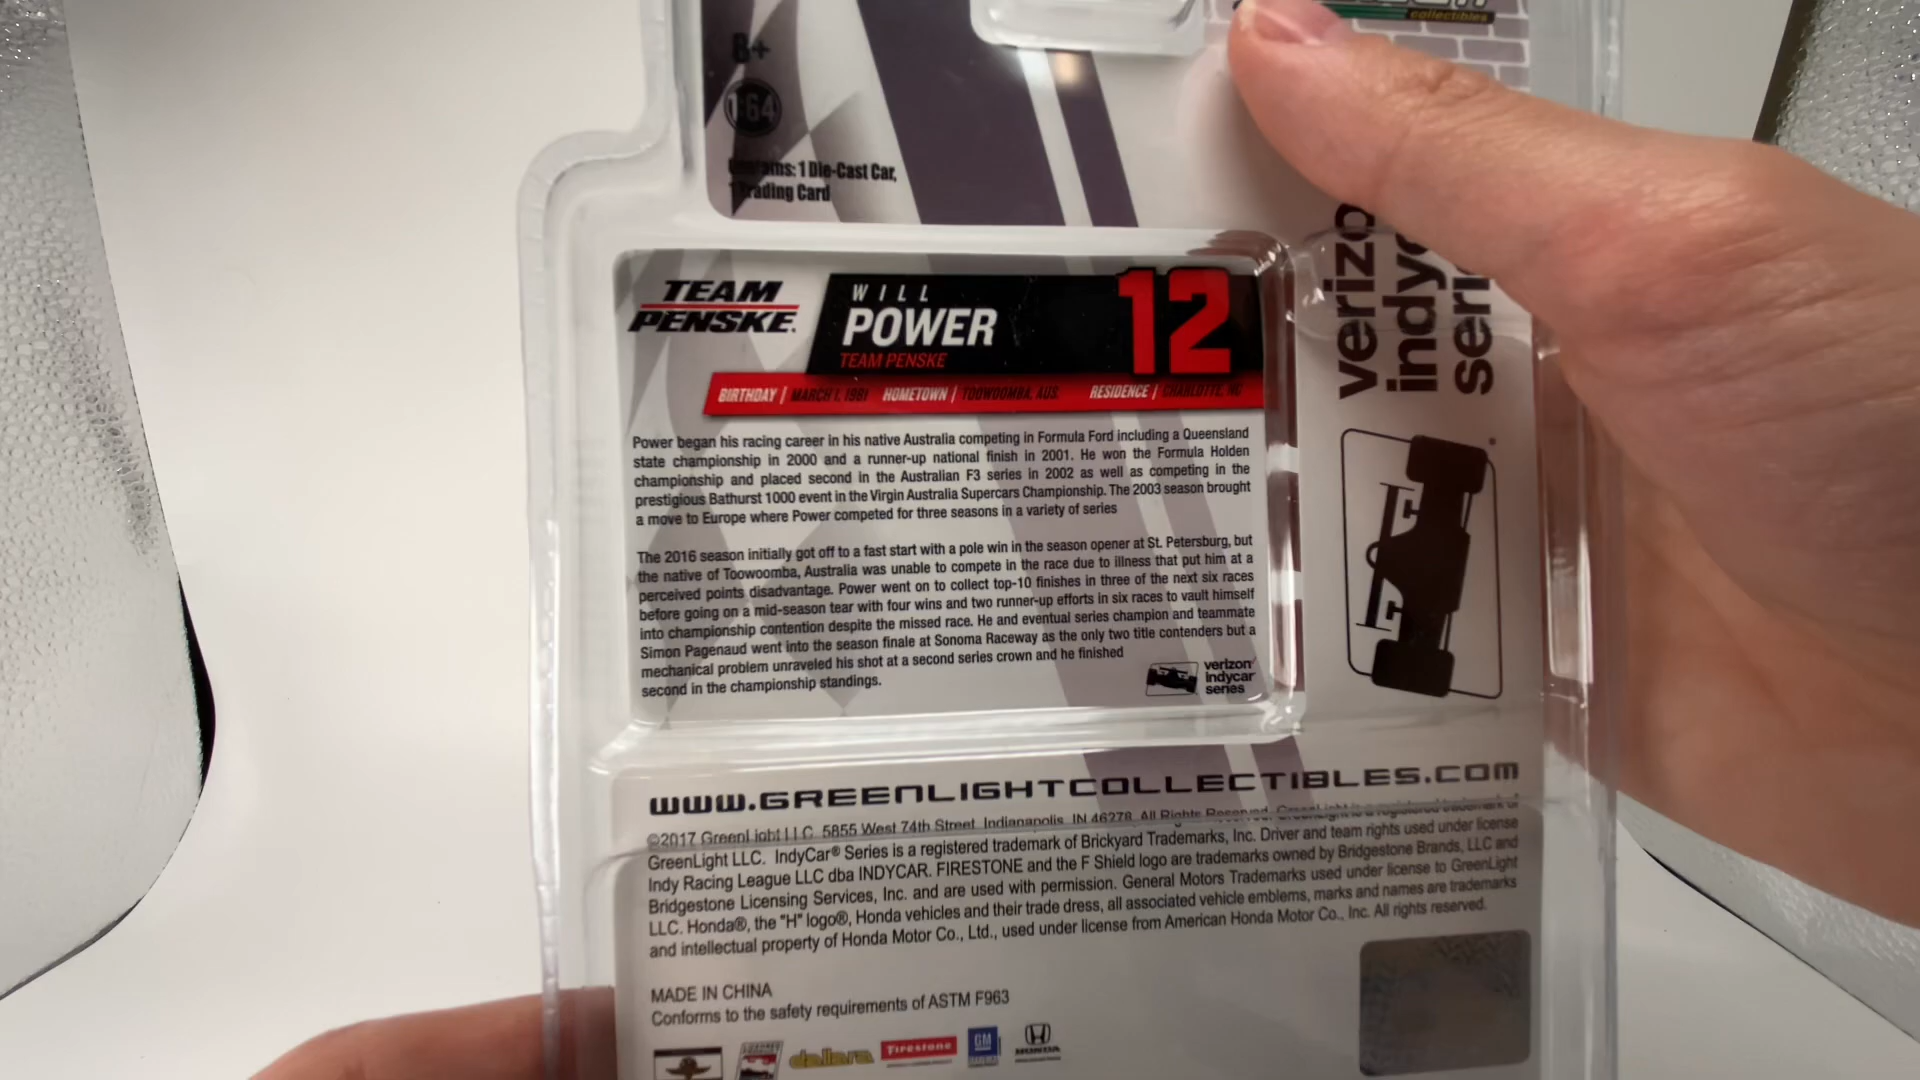 collectibles
8+
1:64
1 Die-Cast Car,
1 Trading Card
verizo
indyc
seri
TEAM
PENSKE.
WILL
POWER
TEAM PENSKE
12
BIRTHDAY | MARCH 1, 1981 HOMETOWN | TOOWOOMBA, AUS. RESIDENCE | CHARLOTTE, NC
Power began his racing career in his native Australia competing in Formula Ford including a Queensland
state championship in 2000 and a runner-up national finish in 2001. He won the Formula Holden
championship and placed second in the Australian F3 series in 2002 as well as competing in the
prestigious Bathurst 1000 event in the Virgin Australia Supercars Championship. The 2003 season brought
a move to Europe where Power competed for three seasons in a variety of series
The 2016 season initially got off to a fast start with a pole win in the season opener at St. Petersburg, but
the native of Toowoomba, Australia was unable to compete in the race due to illness that put him at a
perceived points disadvantage. Power went on to collect top-10 finishes in three of the next six races
before going on a mid-season tear with four wins and two runner-up efforts in six races to vault himself
into championship contention despite the missed race. He and eventual series champion and teammate
Simon Pagenaud went into the season finale at Sonoma Raceway as the only two title contenders but a
mechanical problem unraveled his shot at a second series crown and he finished
second in the championship standings.
verizon
indycar
series
WWW.GREENLIGHTCOLLECTIBLES.COM
©2017 GreenLight LLC. 5855 West 74th Street, Indianapolis, IN 46278. All Rights Reserved. GreenLight is a registered trademark of
GreenLight LLC. IndyCar® Series is a registered trademark of Brickyard Trademarks, Inc. Driver and team rights used under license
Indy Racing League LLC dba INDYCAR. FIRESTONE and the F Shield logo are trademarks owned by Bridgestone Brands, LLC and
Bridgestone Licensing Services, Inc. and are used with permission. General Motors Trademarks used under license to GreenLight
LLC. Honda®, the "H" logo®, Honda vehicles and their trade dress, all associated vehicle emblems, marks and names are trademarks
and intellectual property of Honda Motor Co., Ltd., used under license from American Honda Motor Co., Inc. All rights reserved.
MADE IN CHINA
Conforms to the safety requirements of ASTM F963
dallara
Firestone
GM
HONDA